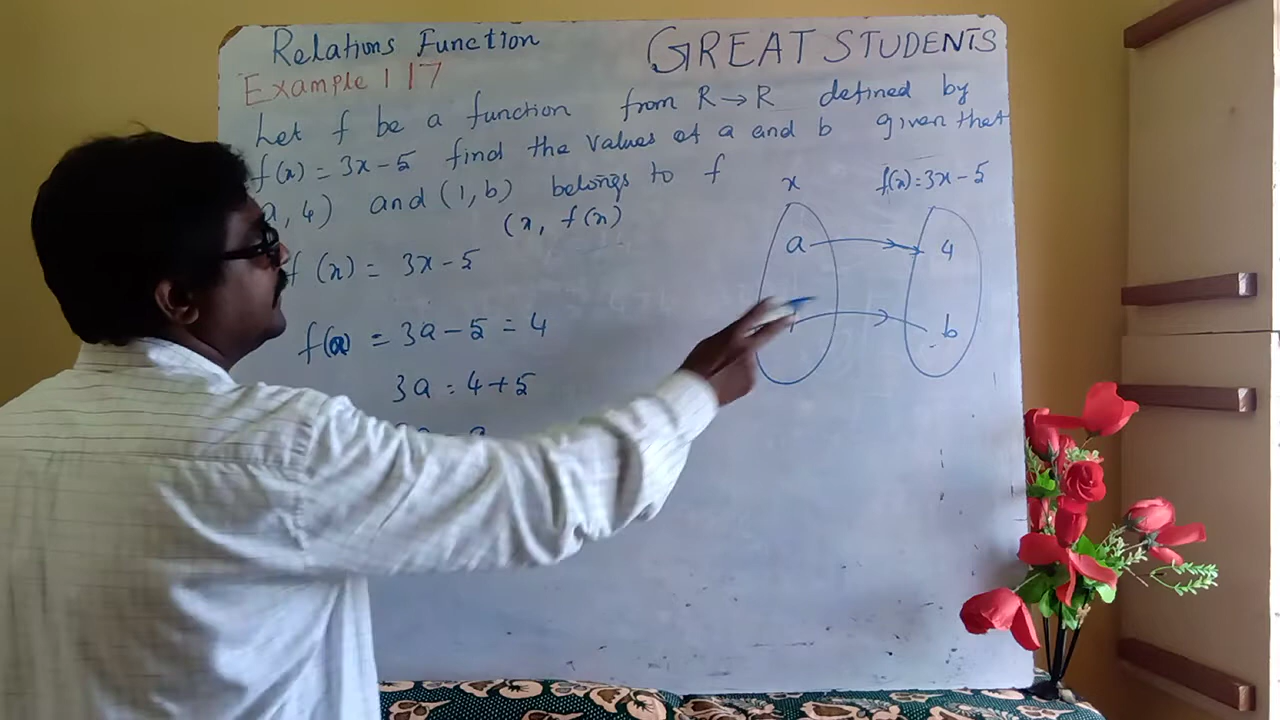 Relations Function
GREAT STUDENTS
Example 1 17
Let f be a function from R→R defined by
f(x) = 3x-5 find the values of a and b given that
a, 4) and (1, b) belongs to f
(x, f(x)
f(x) = 3x-5
f(a) = 3a-5 = 4
3a = 4+5
x
f(x)=3x-5
a
4
b